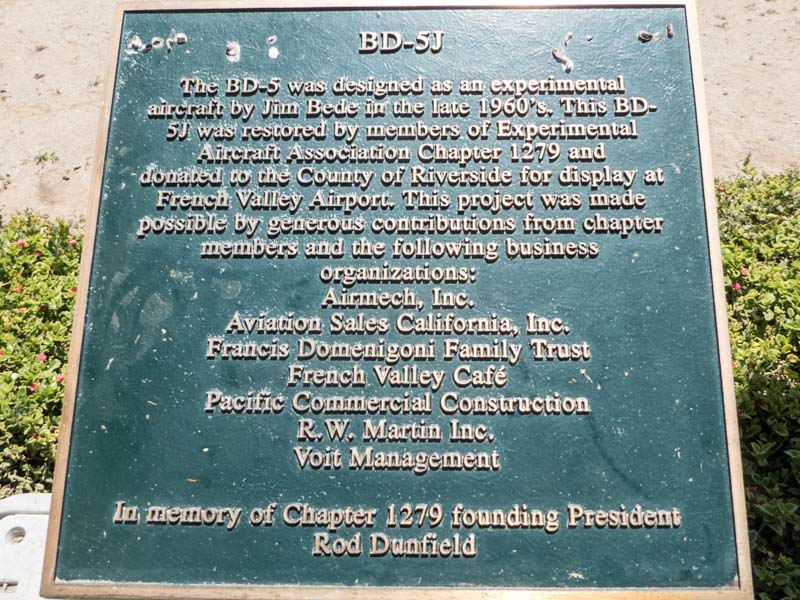 BD-5J
The BD-5 was designed as an experimental
aircraft by Jim Bede in the late 1960's. This BD-
5J was restored by members of Experimental
Aircraft Association Chapter 1279 and
donated to the County of Riverside for display at
French Valley Airport. This project was made
possible by generous contributions from chapter
members and the following business
organizations:
Airmech, Inc.
Aviation Sales California, Inc.
Francis Domenigoni Family Trust
French Valley Café
Pacific Commercial Construction
R.W. Martin Inc.
Voit Management
In memory of Chapter 1279 founding President
Rod Dunfield